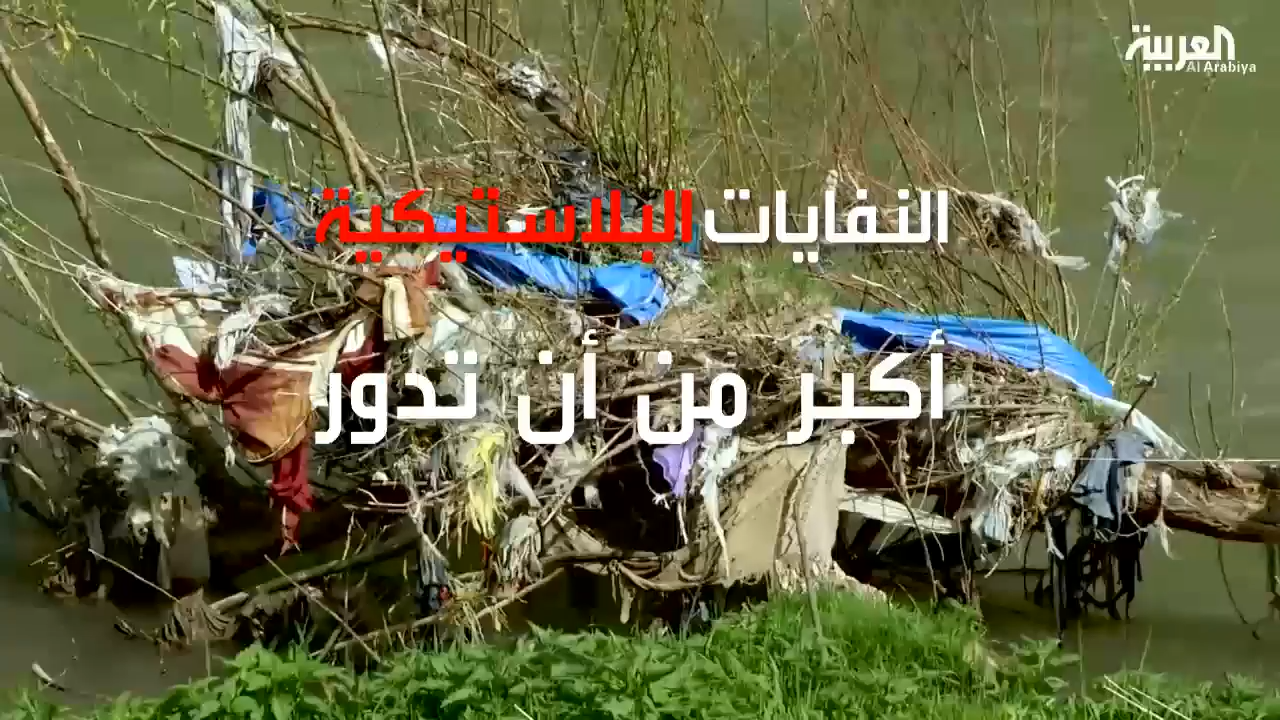 العربية
Al Arabiya
النفايات البلاستيكية
أكبر من أن تدور